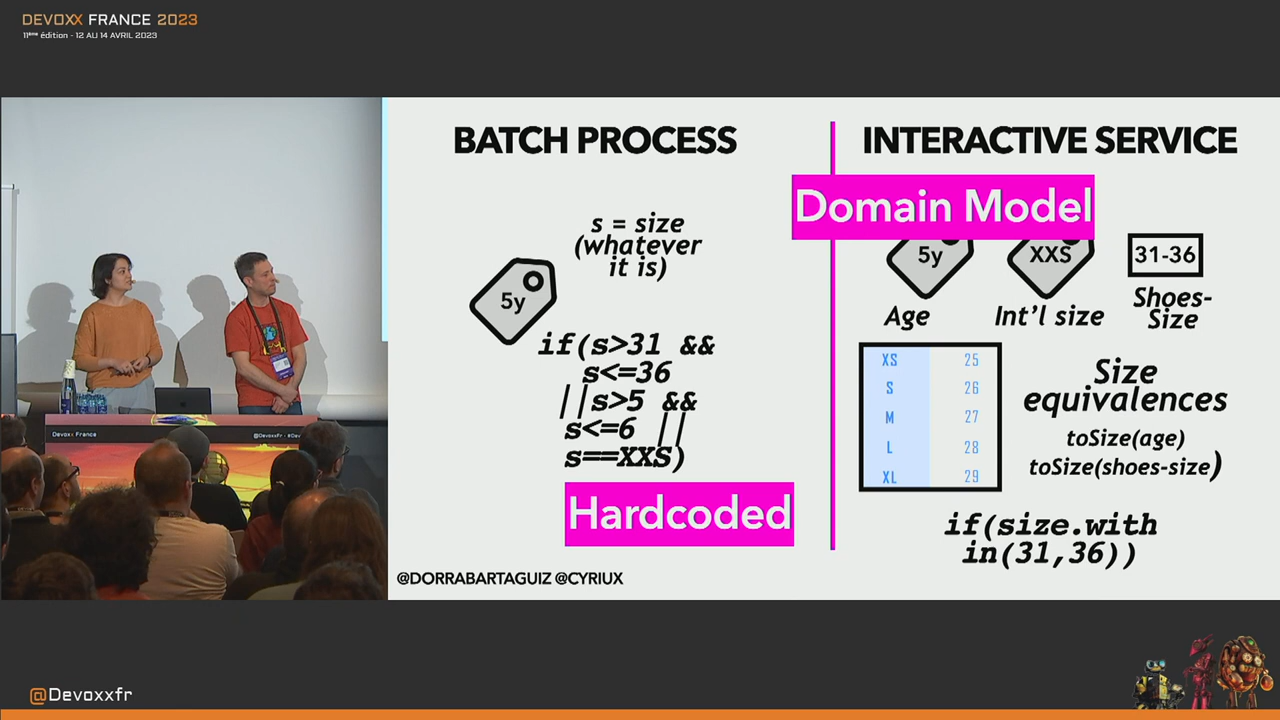 DEVOXX FRANCE 2023
11ème édition - 12 AU 14 AVRIL 2023
BATCH PROCESS
s = size
(whatever
it is)
5y
if(s>31 &&
s<=36
||s>5 &&
s<=6 ||
s==XXS)
Hardcoded
@DORRABARTAGUIZ @CYRIUX
INTERACTIVE SERVICE
Domain Model
5y
XXS
31-36
Age
Int'l size
Shoes-
Size
XS 25
S 26
M 27
L 28
XL 29
Size
equivalences
toSize(age)
toSize(shoes-size)
if(size.with
in(31,36))
Devoxx France
@DevoxxFr - #Dev
@Devoxxfr